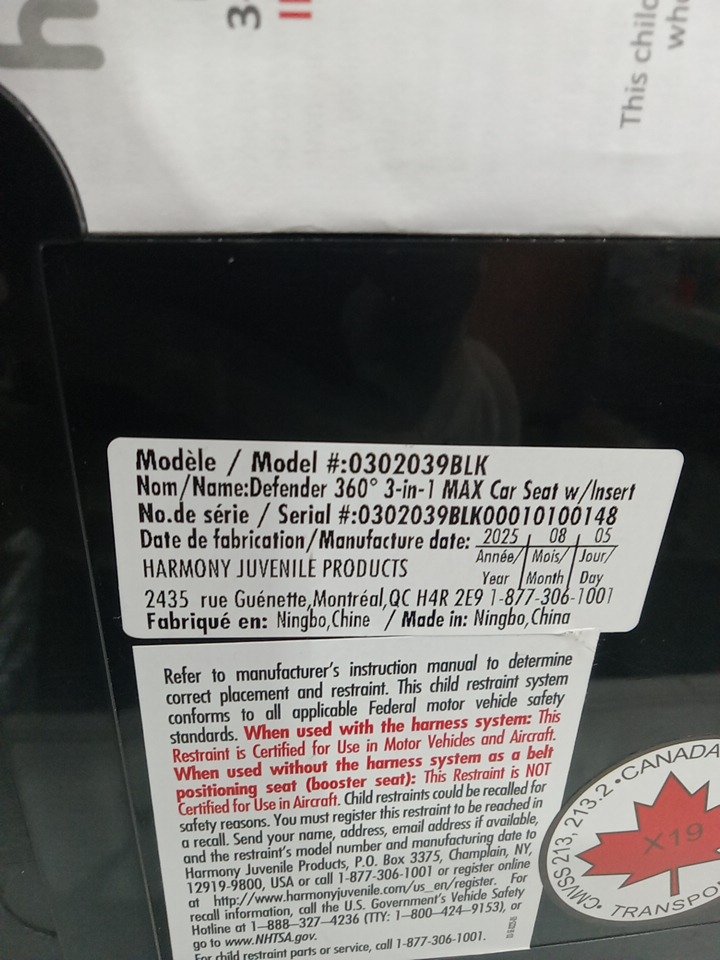 h
This child
Modèle / Model #:0302039BLK
Nom/Name:Defender 360° 3-in-1 MAX Car Seat w/Insert
No.de série / Serial #:0302039BLK00010100148
Date de fabrication/Manufacture date: 2025 08 05
Année/ Mois/ Jour/
Year Month Day
HARMONY JUVENILE PRODUCTS
2435 rue Guénette,Montréal,QC H4R 2E9 1-877-306-1001
Fabriqué en: Ningbo,Chine / Made in: Ningbo,China
Refer to manufacturer's instruction manual to determine
correct placement and restraint. This child restraint system
conforms to all applicable Federal motor vehicle safety
standards. When used with the harness system: This
Restraint is Certified for Use in Motor Vehicles and Aircraft.
When used without the harness system as a belt
positioning seat (booster seat): This Restraint is NOT
Certified for Use in Aircraft. Child restraints could be recalled for
safety reasons. You must register this restraint to be reached in
a recall. Send your name, address, email address if available,
and the restraint's model number and manufacturing date to
Harmony Juvenile Products, P.O. Box 3375, Champlain, NY,
12919-9800, USA or call 1-877-306-1001 or register online
at http://www.harmonyjuvenile.com/us_en/register. For
recall information, call the U.S. Government's Vehicle Safety
Hotline at 1-888-327-4236 (TTY: 1-800-424-9153), or
go to www.NHTSA.gov.
For child restraint parts or service, call 1-877-306-1001.
CMVSS 213, 213.2 • CANADA
X19
TRANSPO